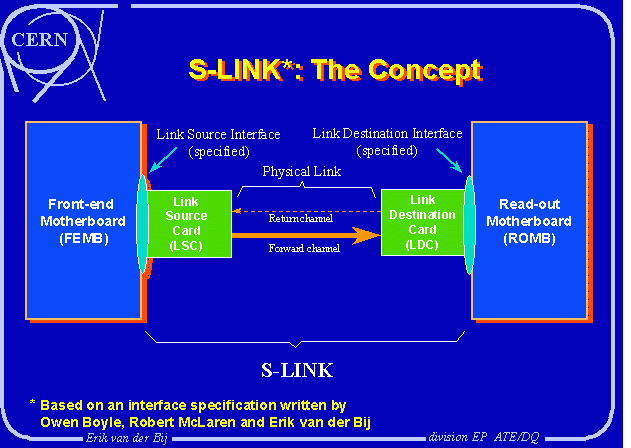 CERN
S-LINK*: The Concept
Link Source Interface
(specified)
Link Destination Interface
(specified)
Physical Link
Front-end
Motherboard
(FEMB)
Link
Source
Card
(LSC)
Return channel
Forward channel
Link
Destination
Card
(LDC)
Read-out
Motherboard
(ROMB)
S-LINK
* Based on an interface specification written by
Owen Boyle, Robert McLaren and Erik van der Bij
Erik van der Bij
division EP ATE/DQ